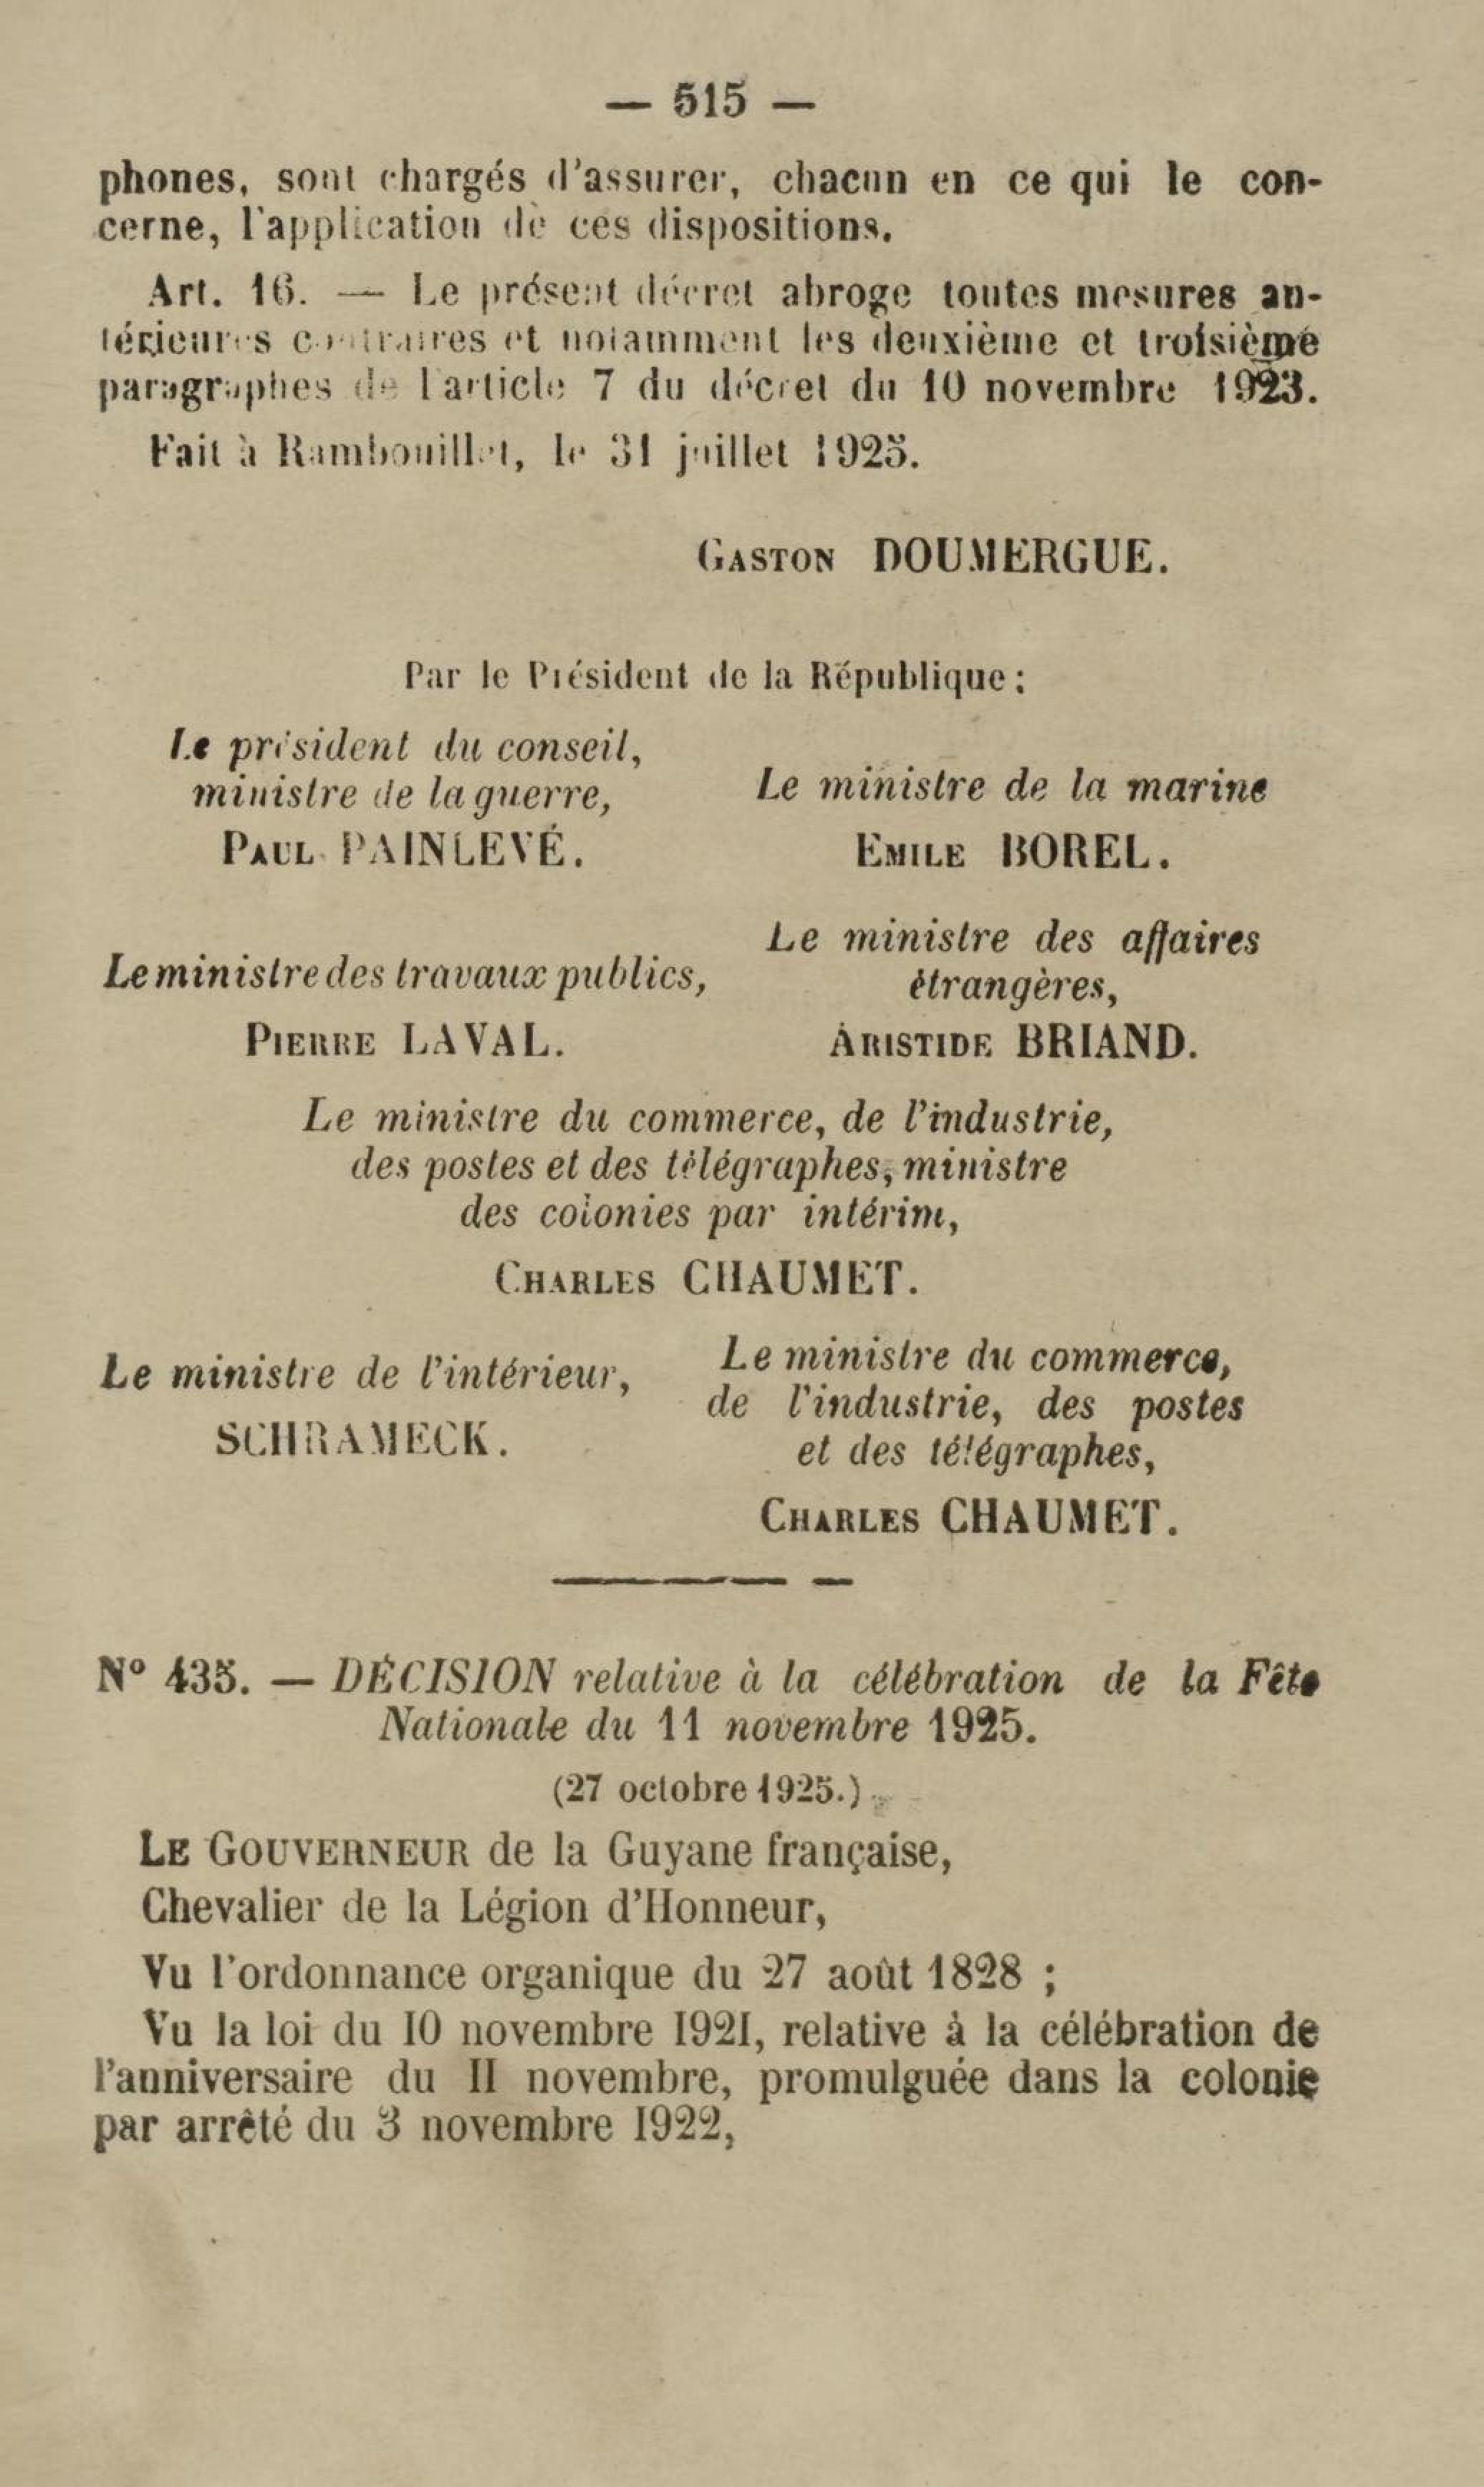 — 515 —
phones, sont chargés d'assurer, chacun en ce qui le con-
cerne, l'application de ces dispositions.
Art. 16. — Le présent décret abroge toutes mesures an-
térieures contraires et notamment les deuxième et troisième
paragraphes de l'article 7 du décret du 10 novembre 1923.
Fait à Rambouillet, le 31 juillet 1925.
GASTON DOUMERGUE.
Par le Président de la République:
Le président du conseil,
ministre de la guerre,
PAUL PAINLEVÉ.
Le ministre de la marine
EMILE BOREL.
Le ministre des travaux publics,
PIERRE LAVAL.
Le ministre des affaires
étrangères,
ARISTIDE BRIAND.
Le ministre du commerce, de l'industrie,
des postes et des télégraphes, ministre
des colonies par intérim,
CHARLES CHAUMET.
Le ministre de l'intérieur,
SCHRAMECK.
Le ministre du commerce,
de l'industrie, des postes
et des télégraphes,
CHARLES CHAUMET.
N° 435. — DÉCISION relative à la célébration de la Fête
Nationale du 11 novembre 1925.
(27 octobre 1925.)
LE GOUVERNEUR de la Guyane française,
Chevalier de la Légion d'Honneur,
Vu l'ordonnance organique du 27 août 1828 ;
Vu la loi du I0 novembre I92I, relative à la célébration de
l'anniversaire du II novembre, promulguée dans la colonie
par arrêté du 3 novembre I922,